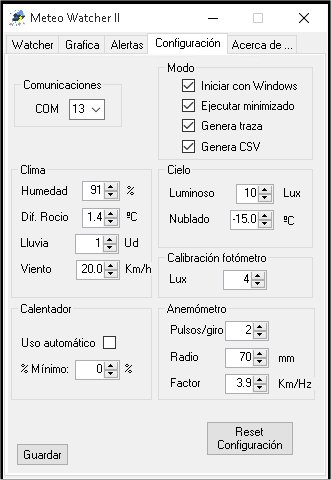 Meteo Watcher II
Watcher Grafica Alertas Configuración Acerca de ...
Comunicaciones
COM 13
Modo
Iniciar con Windows
Ejecutar minimizado
Genera traza
Genera CSV
Clima
Humedad 91 %
Dif. Rocio 1.4 ºC
Lluvia 1 Ud
Viento 20.0 Km/h
Cielo
Luminoso 10 Lux
Nublado -15.0 ºC
Calibración fotómetro
Lux 4
Calentador
Uso automático
% Mínimo: 0 %
Anemómetro
Pulsos/giro 2
Radio 70 mm
Factor 3.9 Km/Hz
Guardar
Reset
Configuración